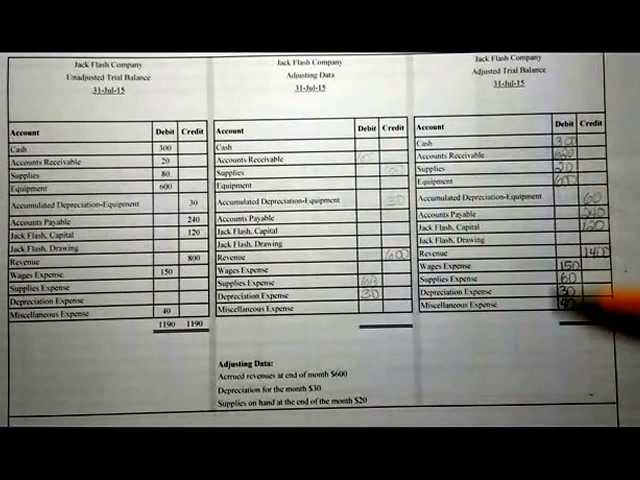 Jack Flash Company
Unadjusted Trial Balance
31-Jul-15
Account Debit Credit
Cash 300
Accounts Receivable 20
Supplies 80
Equipment 600
Accumulated Depreciation-Equipment 30
Accounts Payable 240
Jack Flash, Capital 120
Jack Flash, Drawing
Revenue 800
Wages Expense 150
Supplies Expense
Depreciation Expense
Miscellaneous Expense 40
1190 1190
Jack Flash Company
Adjusting Data
31-Jul-15
Account Debit Credit
Cash
Accounts Receivable
Supplies
Equipment
Accumulated Depreciation-Equipment 30
Accounts Payable
Jack Flash, Capital
Jack Flash, Drawing
Revenue 600
Wages Expense
Supplies Expense
Depreciation Expense 30
Miscellaneous Expense
Adjusting Data:
Accrued revenues at end of month $600
Depreciation for the month $30
Supplies on hand at the end of the month $20
Jack Flash Company
Adjusted Trial Balance
31-Jul-15
Account Debit Credit
Cash 300
Accounts Receivable 620
Supplies 20
Equipment 600
Accumulated Depreciation-Equipment 60
Accounts Payable 240
Jack Flash, Capital 120
Jack Flash, Drawing
Revenue 1400
Wages Expense 150
Supplies Expense 60
Depreciation Expense 30
Miscellaneous Expense 40